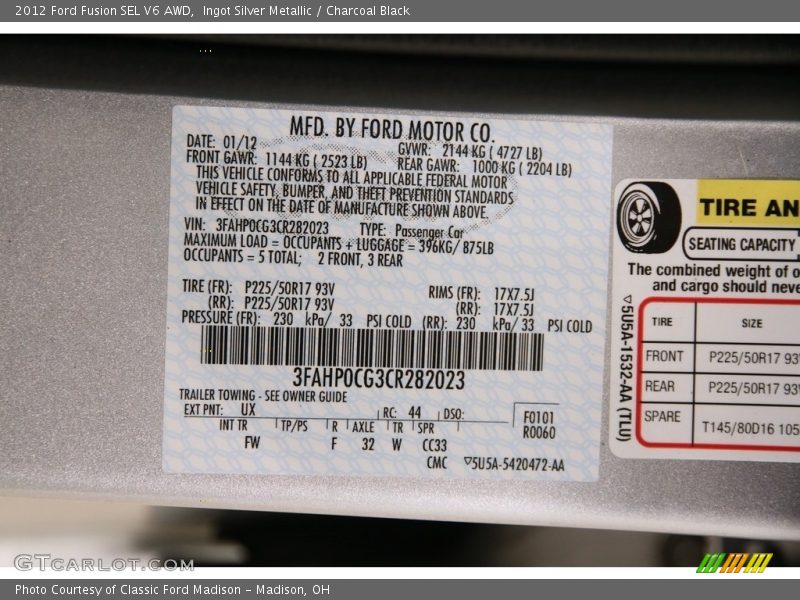 2012 Ford Fusion SEL V6 AWD, Ingot Silver Metallic / Charcoal Black
MFD. BY FORD MOTOR CO.
DATE: 01/12 GVWR: 2144 KG ( 4727 LB)
FRONT GAWR: 1144 KG ( 2523 LB) REAR GAWR: 1000 KG ( 2204 LB)
THIS VEHICLE CONFORMS TO ALL APPLICABLE FEDERAL MOTOR
VEHICLE SAFETY, BUMPER, AND THEFT PREVENTION STANDARDS
IN EFFECT ON THE DATE OF MANUFACTURE SHOWN ABOVE.
VIN: 3FAHP0CG3CR282023 TYPE: Passenger Car
MAXIMUM LOAD = OCCUPANTS + LUGGAGE = 396KG/ 875LB
OCCUPANTS = 5 TOTAL; 2 FRONT, 3 REAR
TIRE (FR): P225/50R17 93V RIMS (FR): 17X7.5J
(RR): P225/50R17 93V (RR): 17X7.5J
PRESSURE (FR): 230 kPa/ 33 PSI COLD (RR): 230 kPa/ 33 PSI COLD
3FAHP0CG3CR282023
TRAILER TOWING - SEE OWNER GUIDE
EXT PNT: UX RC: 44 DSO: F0101
INT TR TP/PS R AXLE TR SPR R0060
FW F 32 W CC33
CMC ▽5U5A-5420472-AA
TIRE AN
SEATING CAPACITY
The combined weight of o
and cargo should neve
▽5U5A-1532-AA (TLU)
TIRE SIZE
FRONT P225/50R17 93V
REAR P225/50R17 93V
SPARE T145/80D16 105
GTCARLOT.COM
Photo Courtesy of Classic Ford Madison - Madison, OH